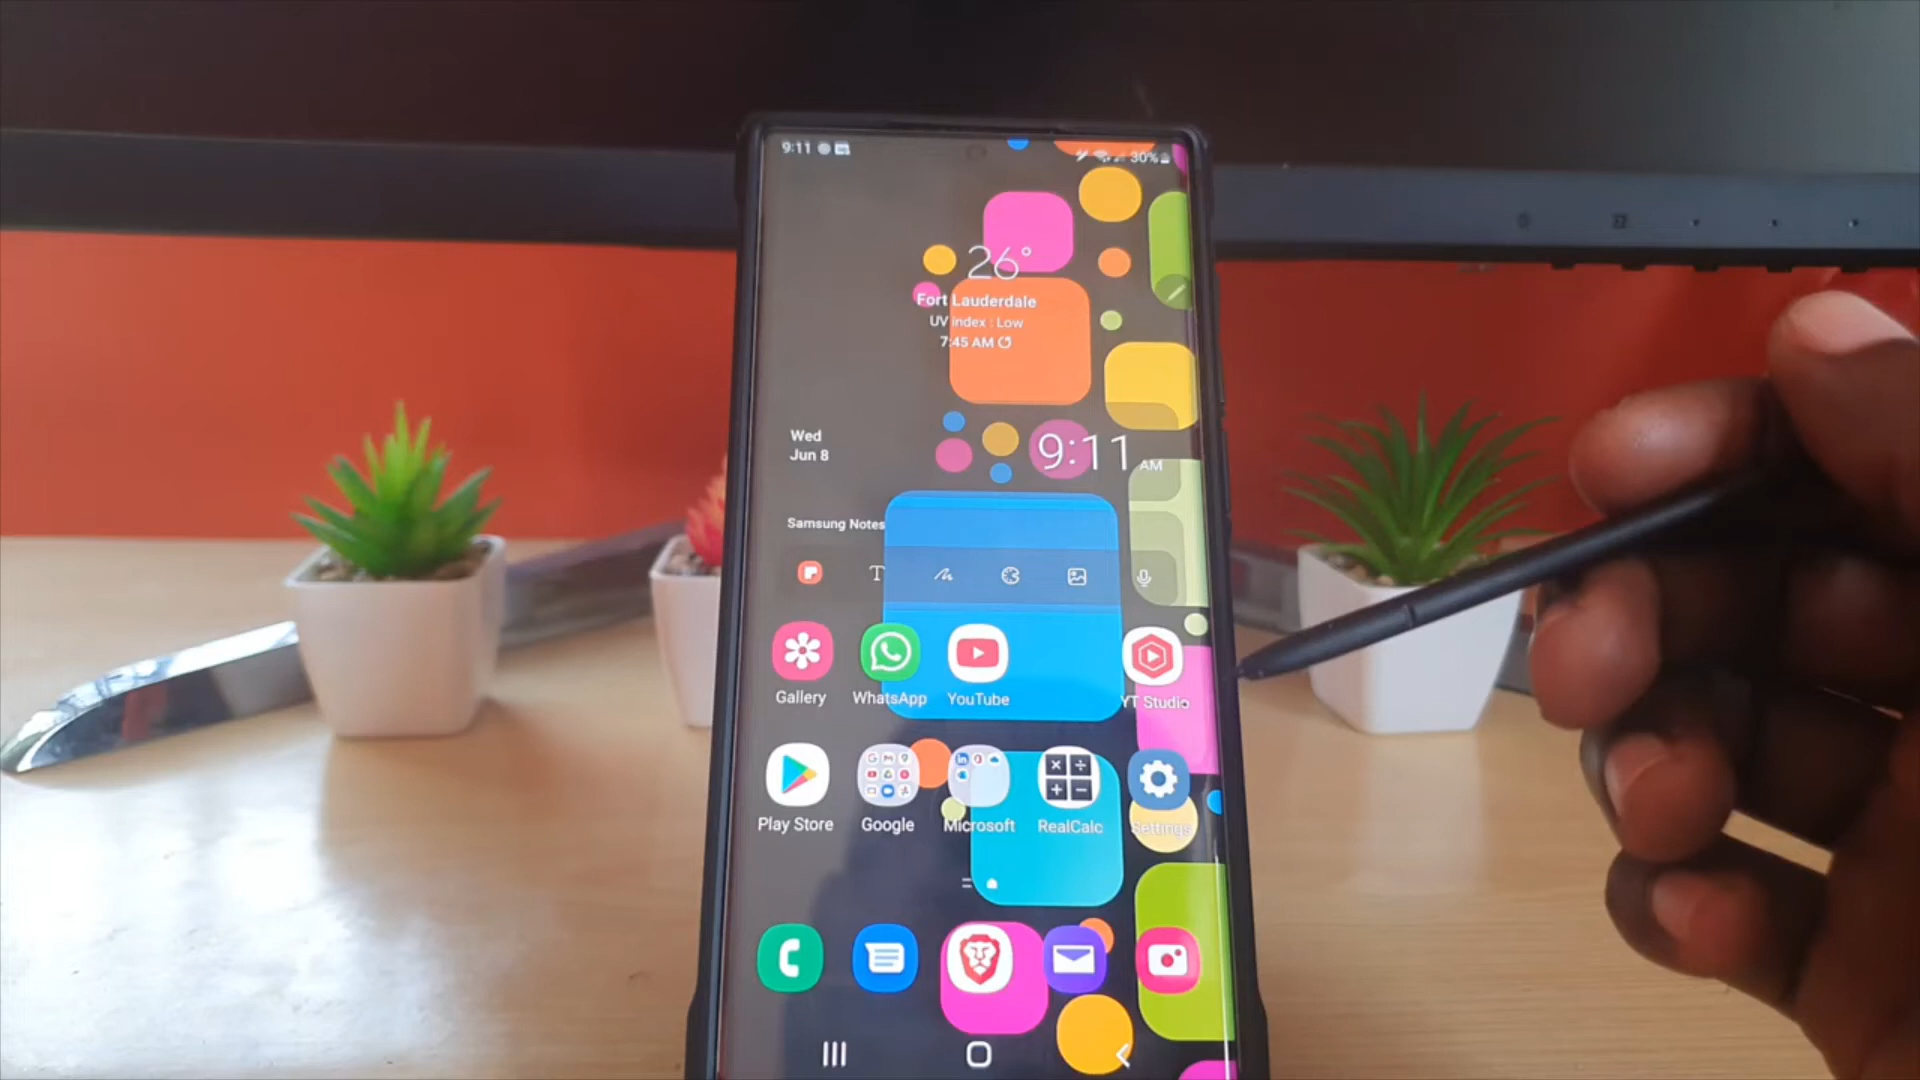 9:11
30%
26°
Fort Lauderdale
UV index : Low
7:45 AM
Wed
Jun 8
9:11 AM
Samsung Notes
T
Gallery
WhatsApp
YouTube
YT Studio
Play Store
Google
Microsoft
RealCalc
Settings